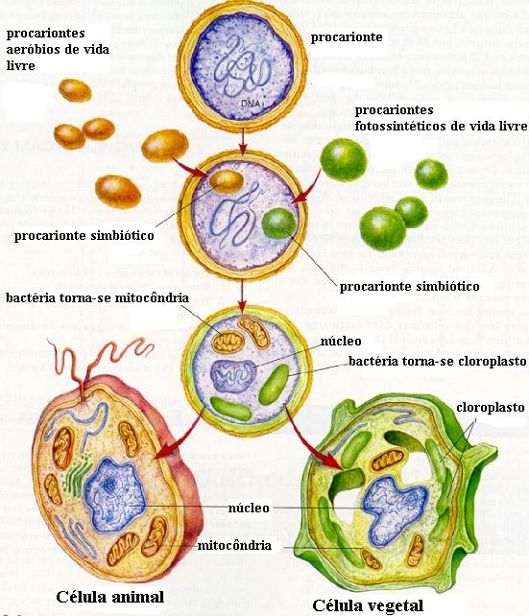 procariontes
aeróbios de vida
livre
procarionte
DNA
procariontes
fotossintéticos de vida livre
procarionte simbiótico
procarionte simbiótico
bactéria torna-se mitocôndria
núcleo
bactéria torna-se cloroplasto
cloroplasto
núcleo
mitocôndria
Célula animal
Célula vegetal